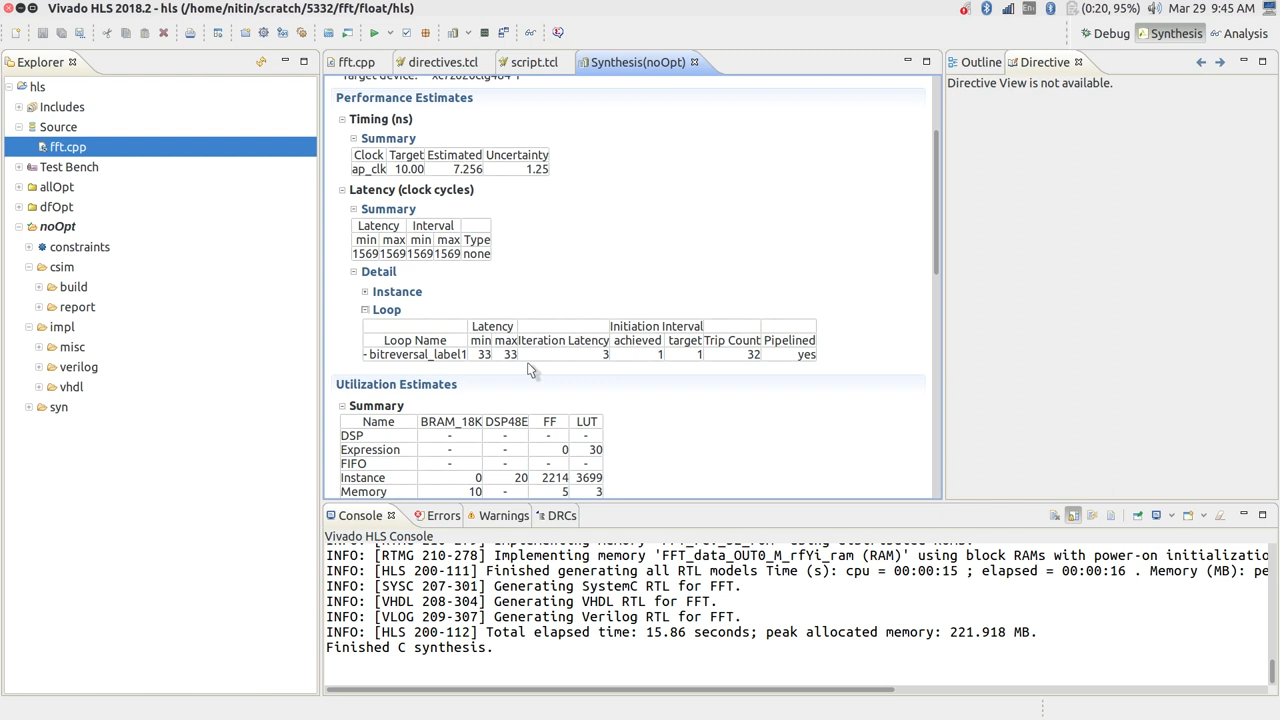 Vivado HLS 2018.2 - hls (/home/nitin/scratch/5332/fft/float/hls)
En
(0:20, 95%)
Mar 29 9:45 AM
Debug
Synthesis
Analysis
Explorer
fft.cpp
directives.tcl
script.tcl
Synthesis(noOpt)
Outline
Directive
hls
Includes
Source
fft.cpp
Test Bench
allOpt
dfOpt
noOpt
constraints
csim
build
report
impl
misc
verilog
vhdl
syn
Performance Estimates
Timing (ns)
Summary
Clock Target Estimated Uncertainty
ap_clk 10.00 7.256 1.25
Latency (clock cycles)
Summary
Latency Interval
min max min max Type
1569 1569 1569 1569 none
Detail
Instance
Loop
Latency Initiation Interval
Loop Name min max Iteration Latency achieved target Trip Count Pipelined
- bitreversal_label1 33 33 3 1 1 32 yes
Utilization Estimates
Summary
Name BRAM_18K DSP48E FF LUT
DSP - - - -
Expression - - 0 30
FIFO - - - -
Instance 0 20 2214 3699
Memory 10 - 5 3
Directive View is not available.
Console
Errors
Warnings
DRCs
Vivado HLS Console
INFO: [RTMG 210-278] Implementing memory 'FFT_data_OUT0_M_rfYi_ram (RAM)' using block RAMs with power-on initializatio
INFO: [HLS 200-111] Finished generating all RTL models Time (s): cpu = 00:00:15 ; elapsed = 00:00:16 . Memory (MB): pe
INFO: [SYSC 207-301] Generating SystemC RTL for FFT.
INFO: [VHDL 208-304] Generating VHDL RTL for FFT.
INFO: [VLOG 209-307] Generating Verilog RTL for FFT.
INFO: [HLS 200-112] Total elapsed time: 15.86 seconds; peak allocated memory: 221.918 MB.
Finished C synthesis.